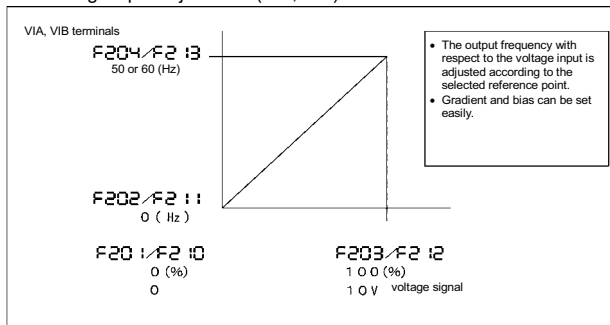 VIA, VIB terminals
F204/F213
50 or 60 (Hz)
F202/F211
0 ( Hz )
F201/F210
0 (%)
0
F203/F212
100 (%)
10V voltage signal
• The output frequency with
respect to the voltage input is
adjusted according to the
selected reference point.
• Gradient and bias can be set
easily.